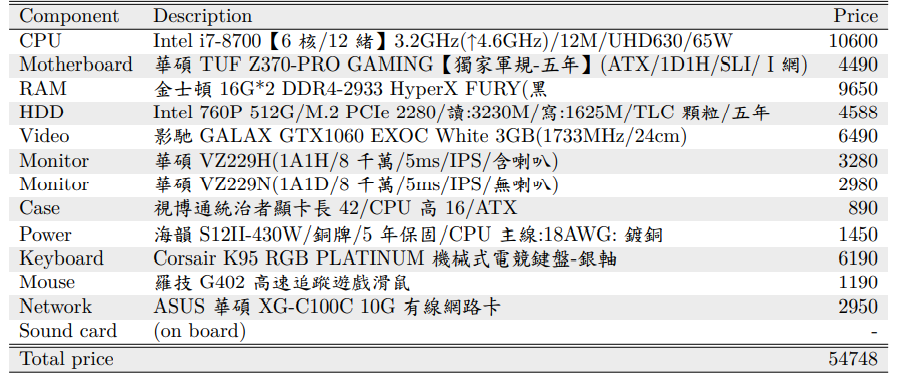 Component Description Price
CPU Intel i7-8700【6 核/12 緒】3.2GHz(↑4.6GHz)/12M/UHD630/65W 10600
Motherboard 華碩 TUF Z370-PRO GAMING【獨家軍規-五年】(ATX/1D1H/SLI/Ⅰ網) 4490
RAM 金士頓 16G*2 DDR4-2933 HyperX FURY(黑 9650
HDD Intel 760P 512G/M.2 PCIe 2280/讀:3230M/寫:1625M/TLC 顆粒/五年 4588
Video 影馳 GALAX GTX1060 EXOC White 3GB(1733MHz/24cm) 6490
Monitor 華碩 VZ229H(1A1H/8 千萬/5ms/IPS/含喇叭) 3280
Monitor 華碩 VZ229N(1A1D/8 千萬/5ms/IPS/無喇叭) 2980
Case 視博通統治者顯卡長 42/CPU 高 16/ATX 890
Power 海韻 S12II-430W/銅牌/5 年保固/CPU 主線:18AWG: 鍍銅 1450
Keyboard Corsair K95 RGB PLATINUM 機械式電競鍵盤-銀軸 6190
Mouse 羅技 G402 高速追蹤遊戲滑鼠 1190
Network ASUS 華碩 XG-C100C 10G 有線網路卡 2950
Sound card (on board) -
Total price 54748